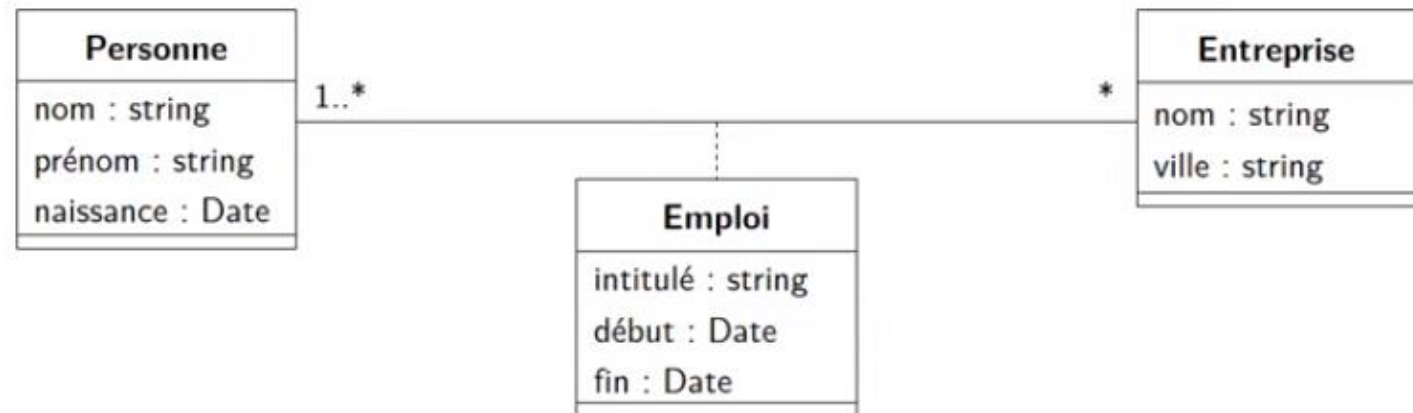 Personne
nom : string
prénom : string
naissance : Date
1..*
*
Entreprise
nom : string
ville : string
Emploi
intitulé : string
début : Date
fin : Date